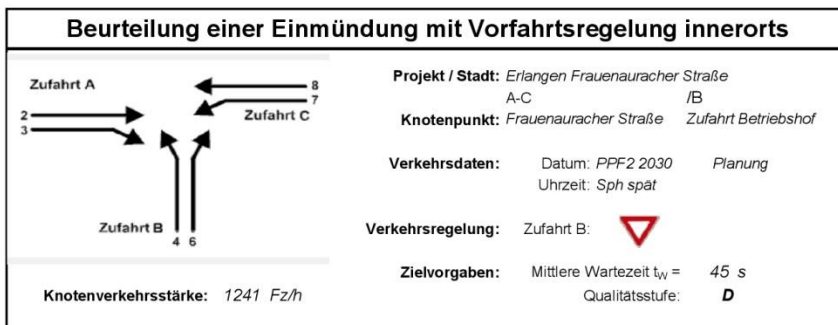 Beurteilung einer Einmündung mit Vorfahrtsregelung innerorts
Zufahrt A
8
7
Zufahrt C
2
3
Zufahrt B
4 6
Knotenverkehrsstärke: 1241 Fz/h
Projekt / Stadt: Erlangen Frauenauracher Straße
A-C /B
Knotenpunkt: Frauenauracher Straße Zufahrt Betriebshof
Verkehrsdaten: Datum: PPF2 2030 Planung
Uhrzeit: Sph spät
Verkehrsregelung: Zufahrt B:
Zielvorgaben: Mittlere Wartezeit tw = 45 s
Qualitätsstufe: D